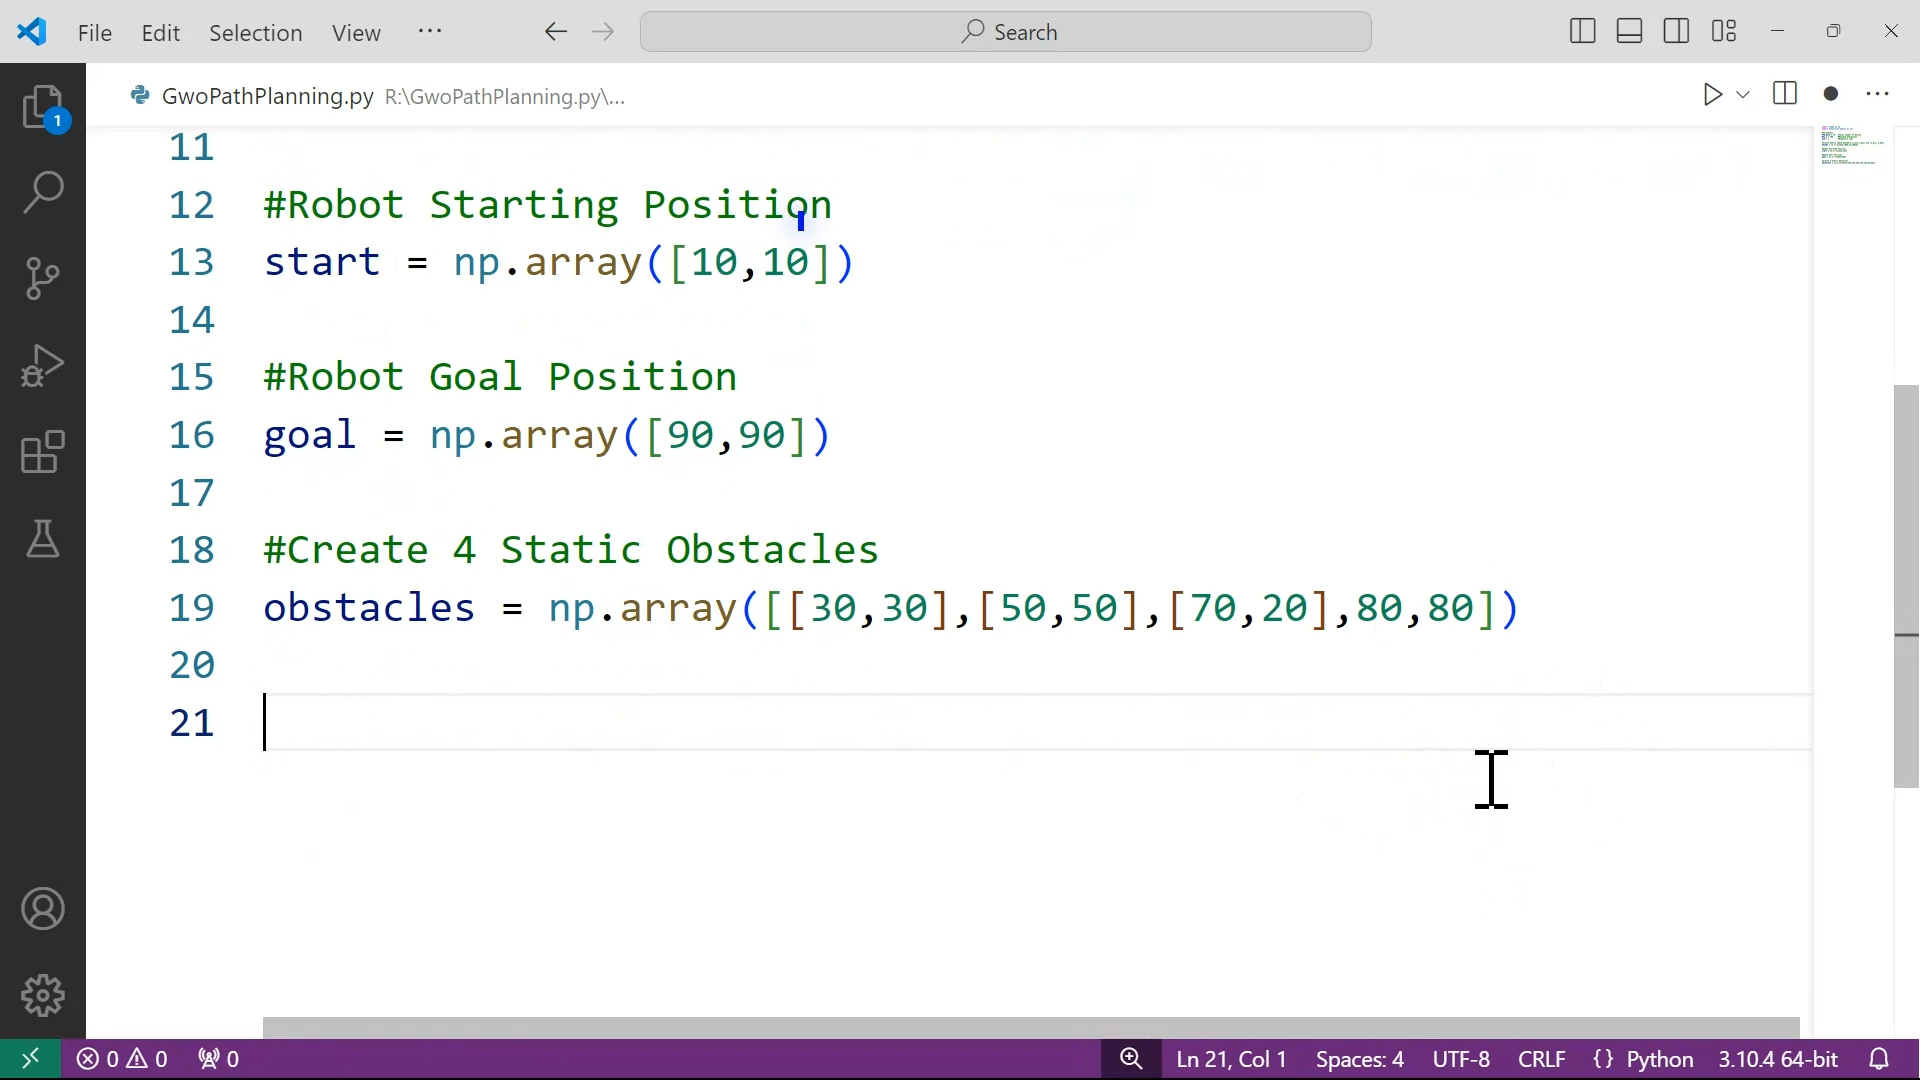 File Edit Selection View ··· Search
GwoPathPlanning.py R:\GwoPathPlanning.py\...
11
12 #Robot Starting Position
13 start = np.array([10,10])
14
15 #Robot Goal Position
16 goal = np.array([90,90])
17
18 #Create 4 Static Obstacles
19 obstacles = np.array([[30,30],[50,50],[70,20],80,80])
20
21
1
0 0 0 Ln 21, Col 1 Spaces: 4 UTF-8 CRLF {} Python 3.10.4 64-bit